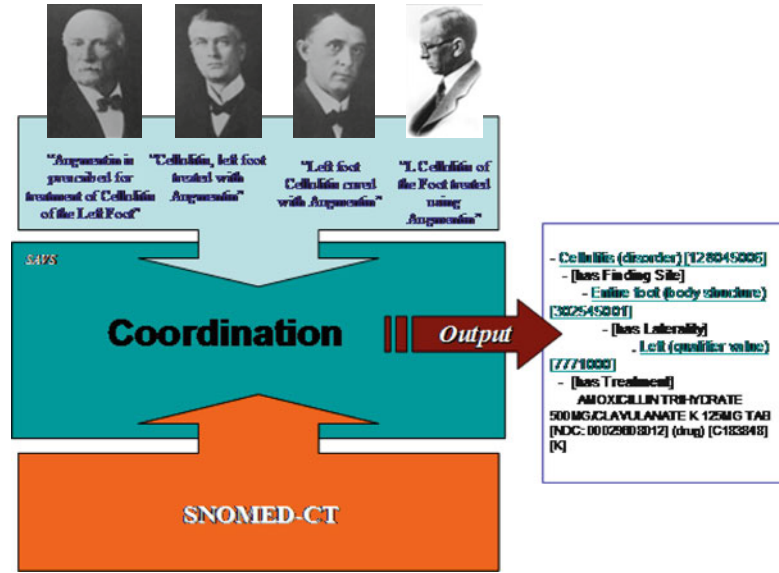 "Augmentin is
prescribed for
treatment of Cellulitis
of the Left Foot"
"Cellulitis, left foot
treated with
Augmentin"
"Left foot
Cellulitis cured
with Augmentin"
"L Cellulitis of
the Foot treated
using
Augmentin"
SAVS
Coordination
Output
SNOMED-CT
- Cellulitis (disorder) [128045006]
- [has Finding Site]
- Entire foot (body structure)
[302545001]
- [has Laterality]
- Left (qualifier value)
[7771000]
- [has Treatment]
AMOXICILLIN TRIHYDRATE
500MG/CLAVULANATE K 125MG TAB
(drug) [C183848]
[K]